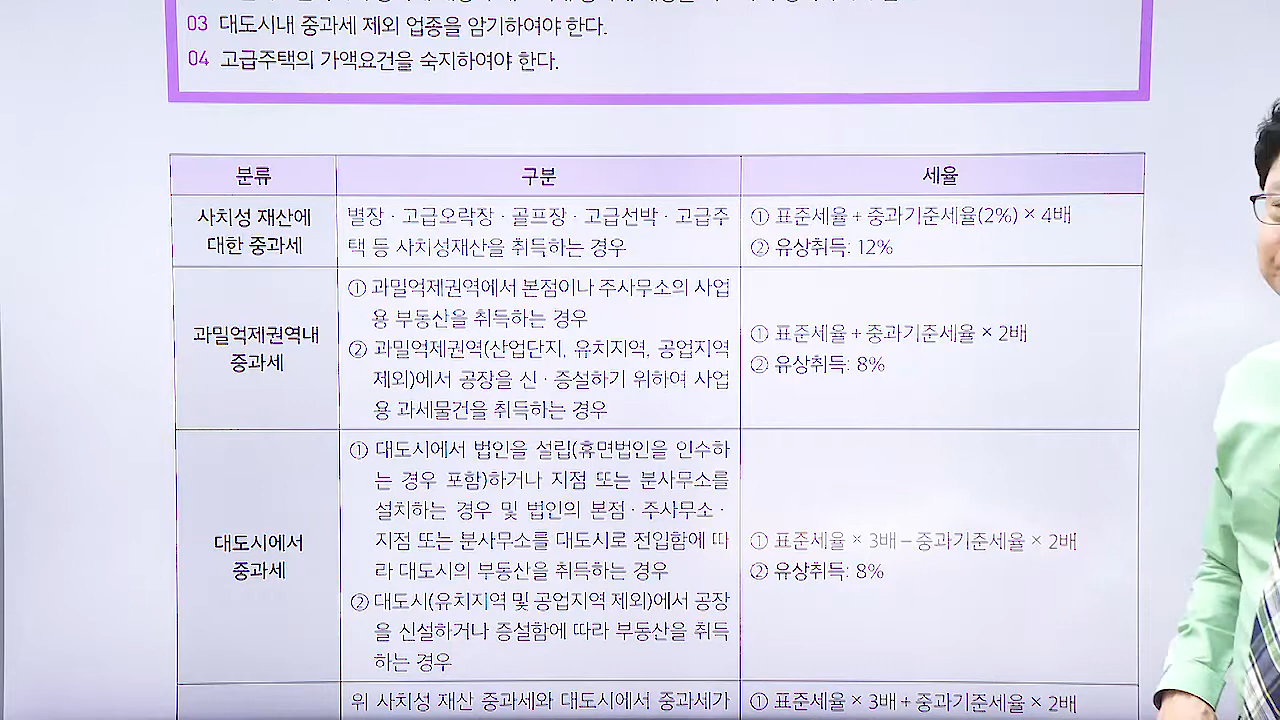 03 대도시내 중과세 제외 업종을 암기하여야 한다.
04 고급주택의 가액요건을 숙지하여야 한다.
분류
구분
세율
사치성 재산에
대한 중과세
별장 · 고급오락장 · 골프장 · 고급선박 · 고급주
택 등 사치성재산을 취득하는 경우
① 표준세율 + 중과기준세율(2%) × 4배
② 유상취득: 12%
과밀억제권역내
중과세
① 과밀억제권역에서 본점이나 주사무소의 사업
용 부동산을 취득하는 경우
② 과밀억제권역(산업단지, 유치지역, 공업지역
제외)에서 공장을 신 · 증설하기 위하여 사업
용 과세물건을 취득하는 경우
① 표준세율 + 중과기준세율 × 2배
② 유상취득: 8%
대도시에서
중과세
① 대도시에서 법인을 설립(휴면법인을 인수하
는 경우 포함)하거나 지점 또는 분사무소를
설치하는 경우 및 법인의 본점 · 주사무소 ·
지점 또는 분사무소를 대도시로 전입함에 따
라 대도시의 부동산을 취득하는 경우
② 대도시(유치지역 및 공업지역 제외)에서 공장
을 신설하거나 증설함에 따라 부동산을 취득
하는 경우
① 표준세율 × 3배 – 중과기준세율 × 2배
② 유상취득: 8%
위 사치성 재산 중과세와 대도시에서 중과세가
① 표준세율 × 3배 + 중과기준세율 × 2배